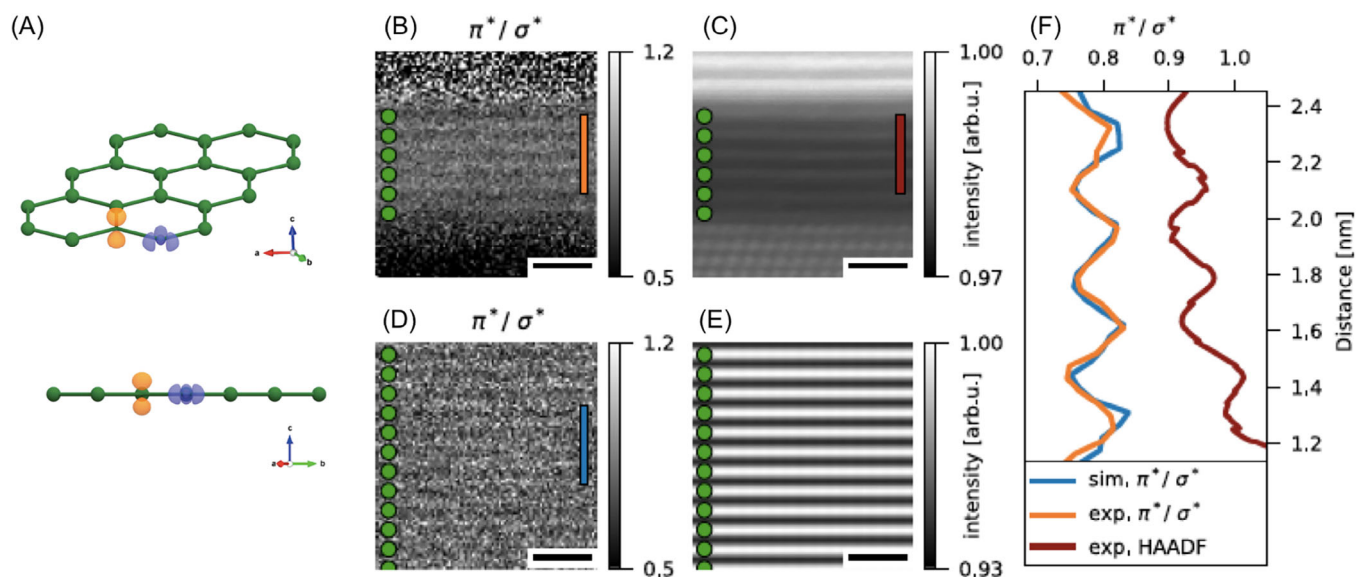 (A)
a
b
c
a
b
c
(B)
π* / σ*
1.2
0.5
(C)
1.00
intensity [arb.u.]
0.97
(D)
π* / σ*
1.2
0.5
(E)
1.00
intensity [arb.u.]
0.93
(F)
π*/ σ*
0.7 0.8 0.9 1.0
2.4
2.2
2.0
1.8
1.6
1.4
1.2
Distance [nm]
sim, π*/ σ*
exp, π*/ σ*
exp, HAADF